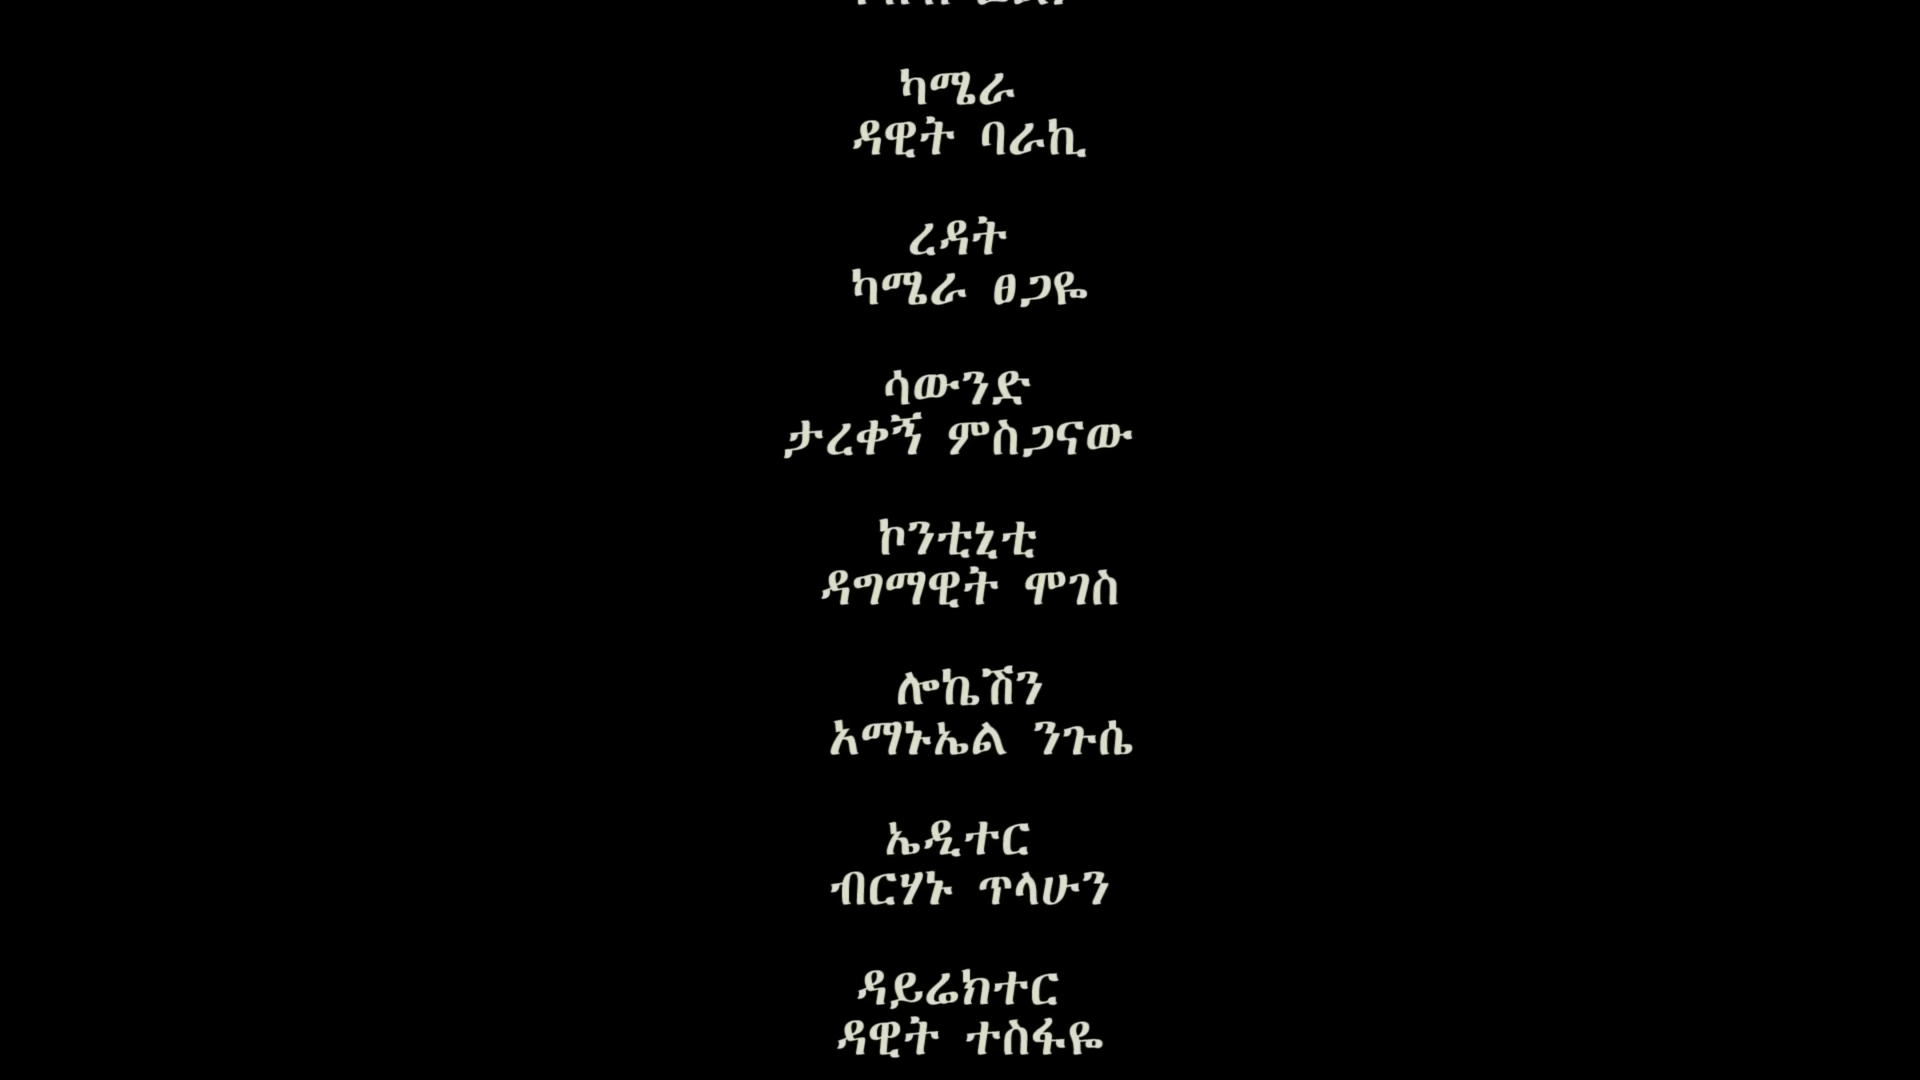 ካሜራ
ዳዊት ባራኪ
ረዳት
ካሜራ ፀጋዬ
ሳውንድ
ታረቀኝ ምስጋናው
ኮንቲኒቲ
ዳግማዊት ሞገስ
ሎኬሽን
አማኑኤል ንጉሴ
ኤዲተር
ብርሃኑ ጥላሁን
ዳይሬክተር
ዳዊት ተስፋዬ